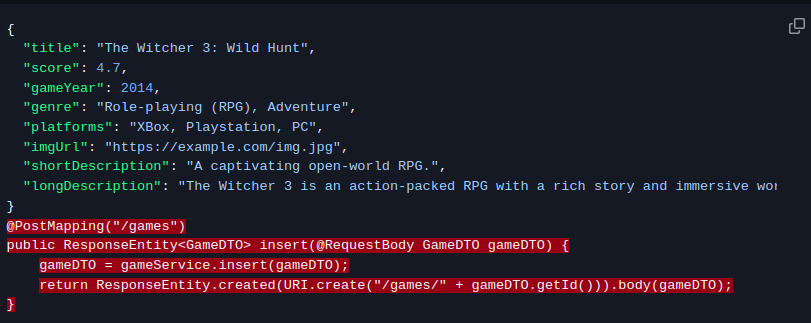 {
  "title": "The Witcher 3: Wild Hunt",
  "score": 4.7,
  "gameYear": 2014,
  "genre": "Role-playing (RPG), Adventure",
  "platforms": "XBox, Playstation, PC",
  "imgUrl": "https://example.com/img.jpg",
  "shortDescription": "A captivating open-world RPG.",
  "longDescription": "The Witcher 3 is an action-packed RPG with a rich story and immersive
}
@PostMapping("/games")
public ResponseEntity<GameDTO> insert(@RequestBody GameDTO gameDTO) {
    gameDTO = gameService.insert(gameDTO);
    return ResponseEntity.created(URI.create("/games/" + gameDTO.getId())).body(gameDTO);
}